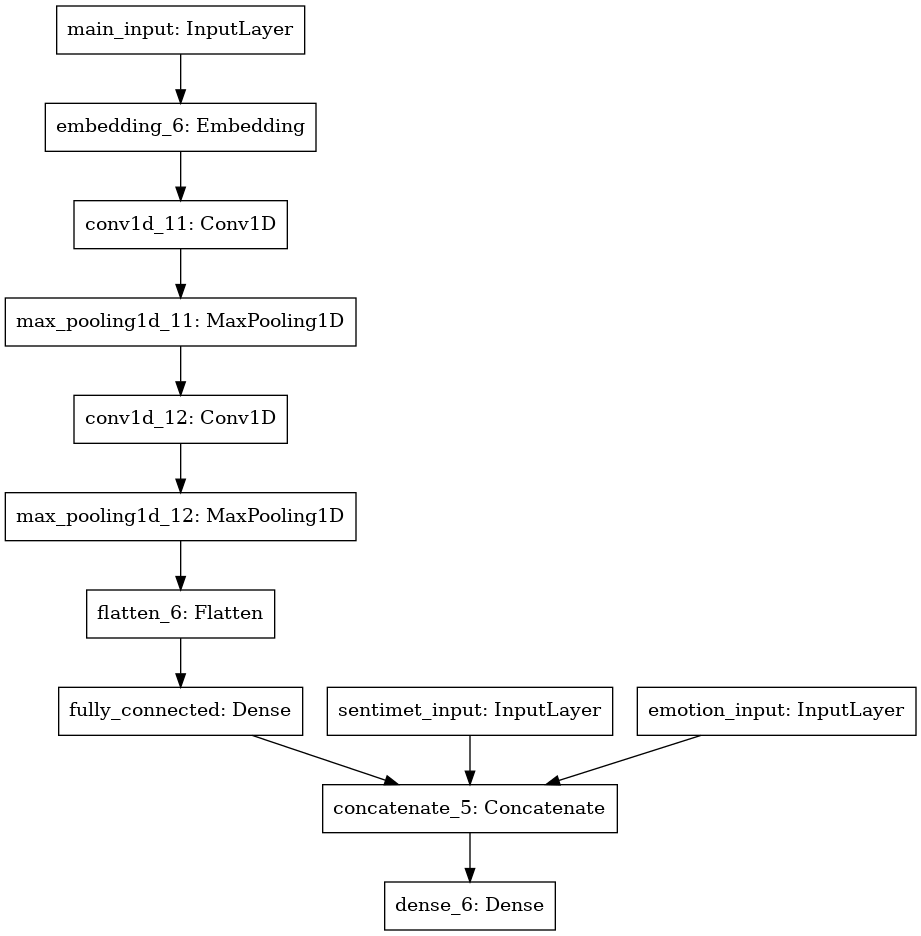 main_input: InputLayer
embedding_6: Embedding
conv1d_11: Conv1D
max_pooling1d_11: MaxPooling1D
conv1d_12: Conv1D
max_pooling1d_12: MaxPooling1D
flatten_6: Flatten
fully_connected: Dense
sentimet_input: InputLayer
emotion_input: InputLayer
concatenate_5: Concatenate
dense_6: Dense